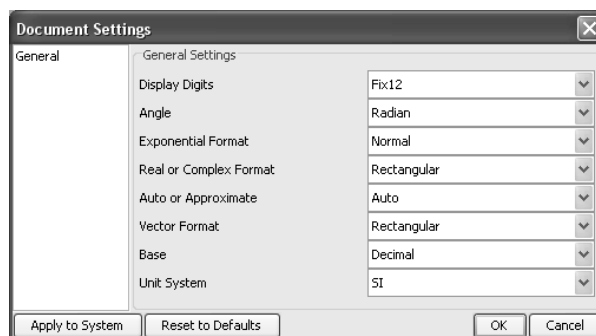 Document Settings
General
General Settings
Display Digits Fix12
Angle Radian
Exponential Format Normal
Real or Complex Format Rectangular
Auto or Approximate Auto
Vector Format Rectangular
Base Decimal
Unit System SI
Apply to System Reset to Defaults OK Cancel